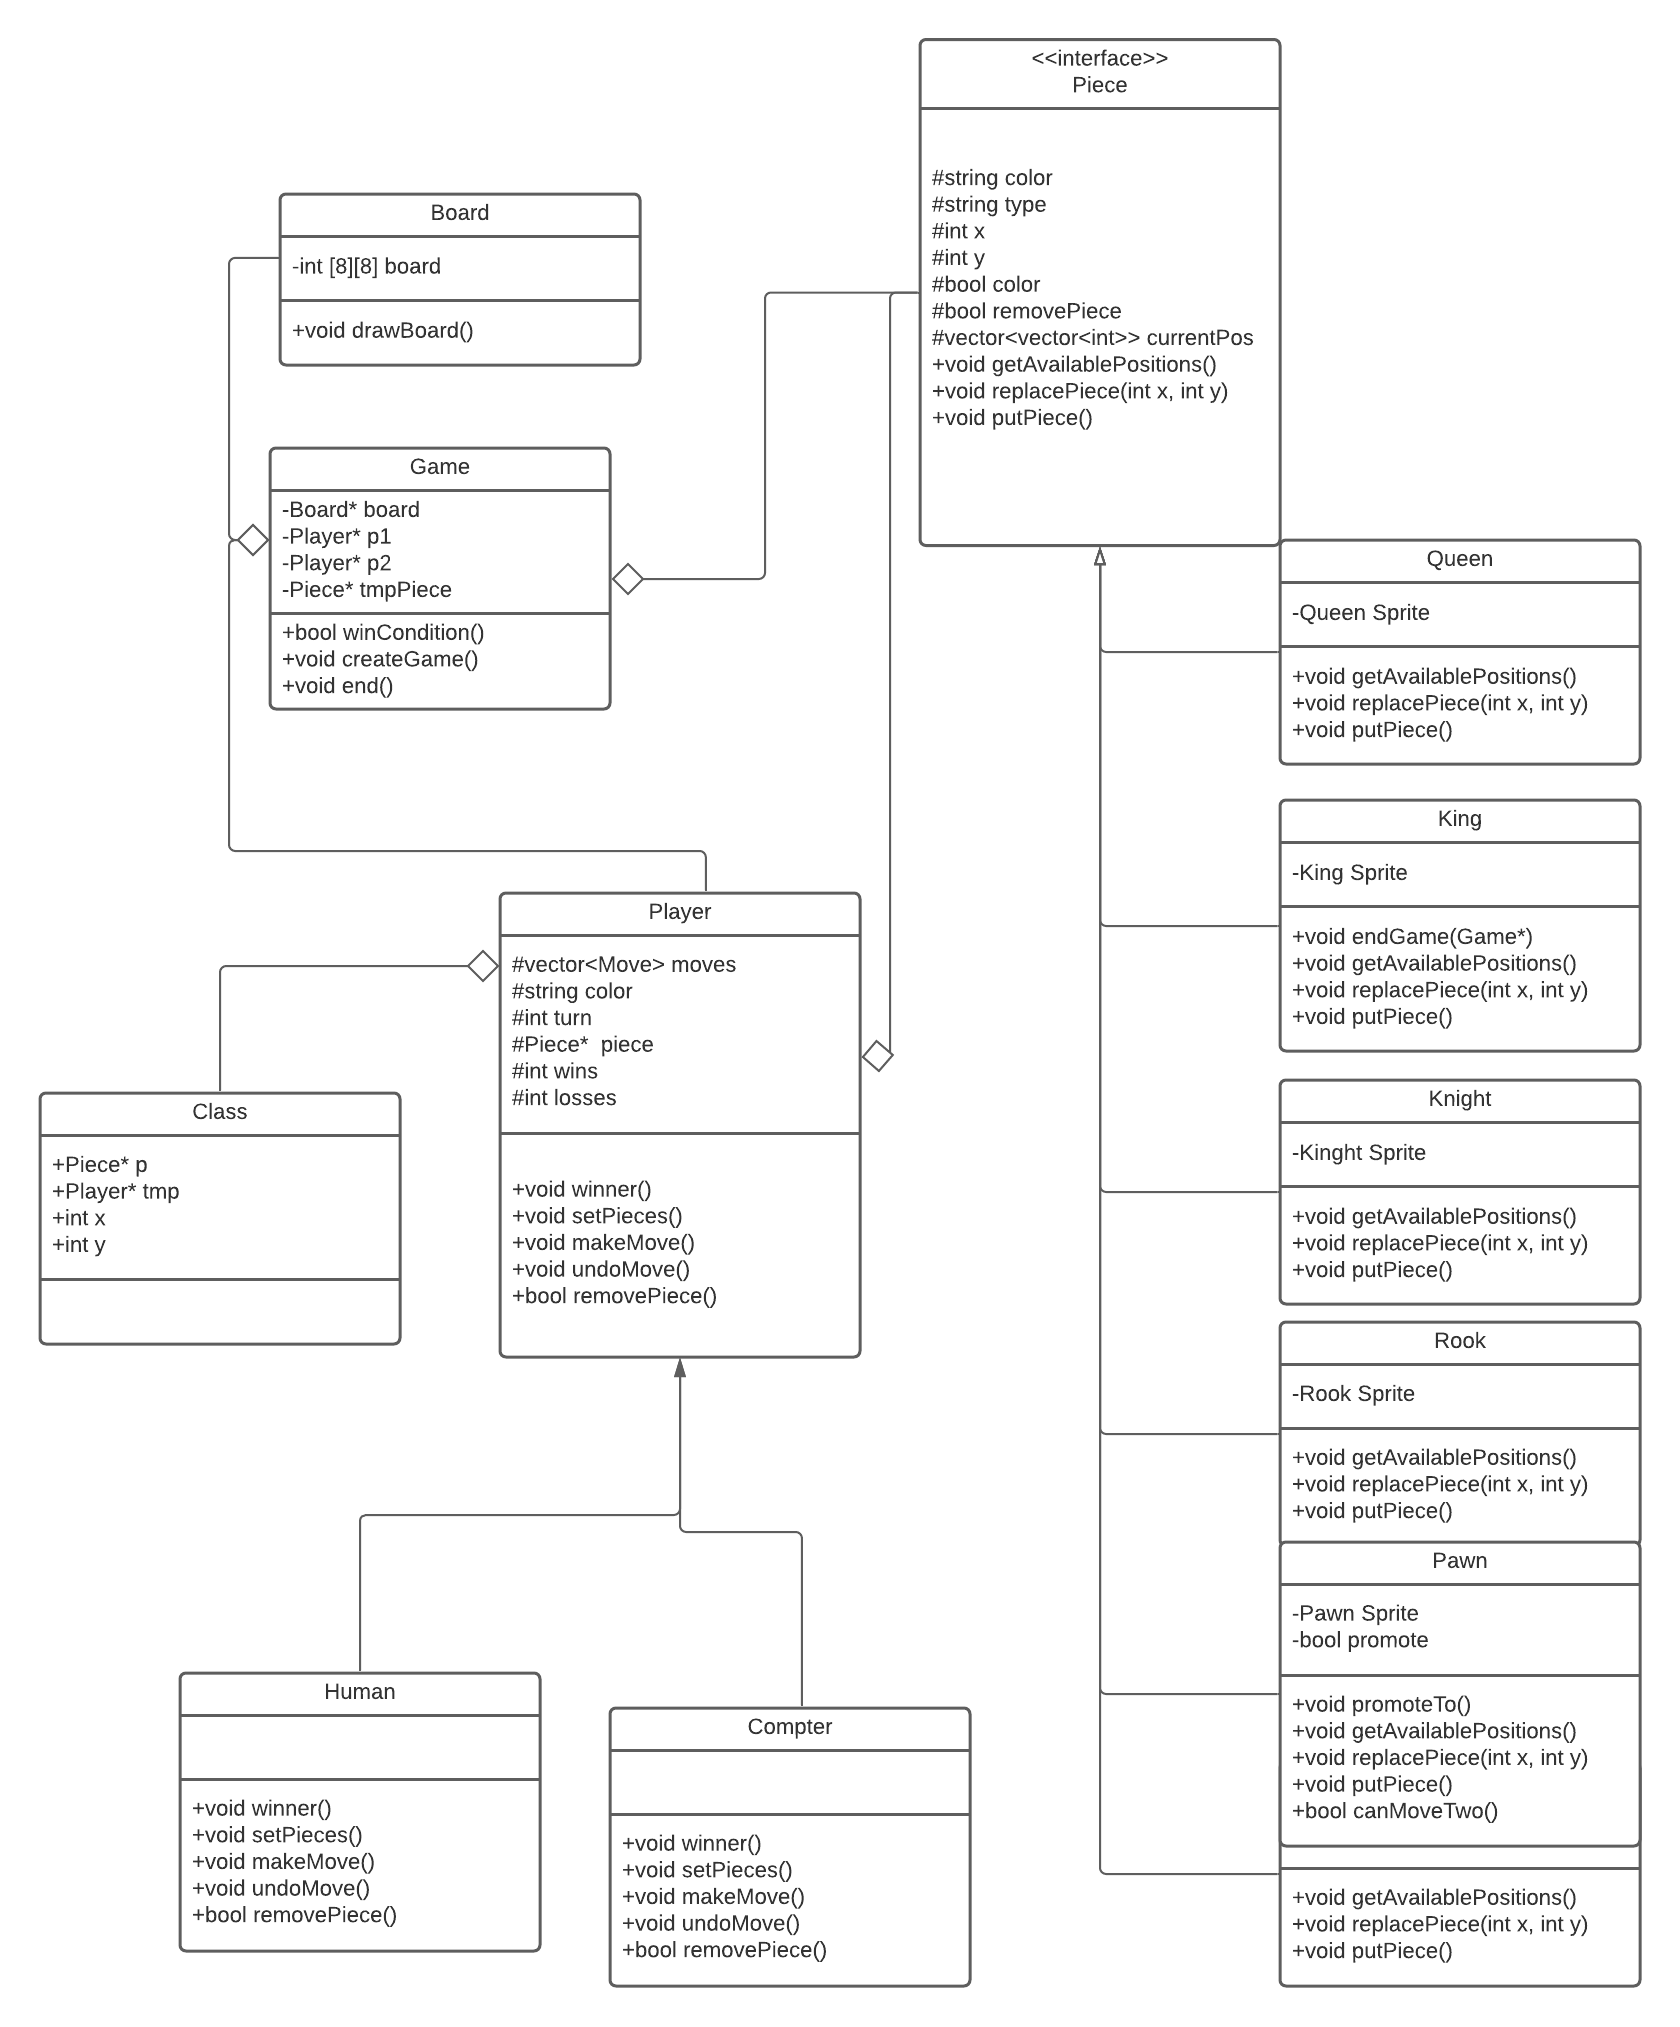 <<interface>>
Piece
#string color
#string type
#int x
#int y
#bool color
#bool removePiece
#vector<vector<int>> currentPos
+void getAvailablePositions()
+void replacePiece(int x, int y)
+void putPiece()
Board
-int [8][8] board
+void drawBoard()
Game
-Board* board
-Player* p1
-Player* p2
-Piece* tmpPiece
+bool winCondition()
+void createGame()
+void end()
Queen
-Queen Sprite
+void getAvailablePositions()
+void replacePiece(int x, int y)
+void putPiece()
King
-King Sprite
+void endGame(Game*)
+void getAvailablePositions()
+void replacePiece(int x, int y)
+void putPiece()
Player
#vector<Move> moves
#string color
#int turn
#Piece*  piece
#int wins
#int losses
+void winner()
+void setPieces()
+void makeMove()
+void undoMove()
+bool removePiece()
Class
+Piece* p
+Player* tmp
+int x
+int y
Knight
-Kinght Sprite
+void getAvailablePositions()
+void replacePiece(int x, int y)
+void putPiece()
Rook
-Rook Sprite
+void getAvailablePositions()
+void replacePiece(int x, int y)
+void putPiece()
Pawn
-Pawn Sprite
-bool promote
+void promoteTo()
+void getAvailablePositions()
+void replacePiece(int x, int y)
+void putPiece()
+bool canMoveTwo()
+void getAvailablePositions()
+void replacePiece(int x, int y)
+void putPiece()
Human
+void winner()
+void setPieces()
+void makeMove()
+void undoMove()
+bool removePiece()
Compter
+void winner()
+void setPieces()
+void makeMove()
+void undoMove()
+bool removePiece()